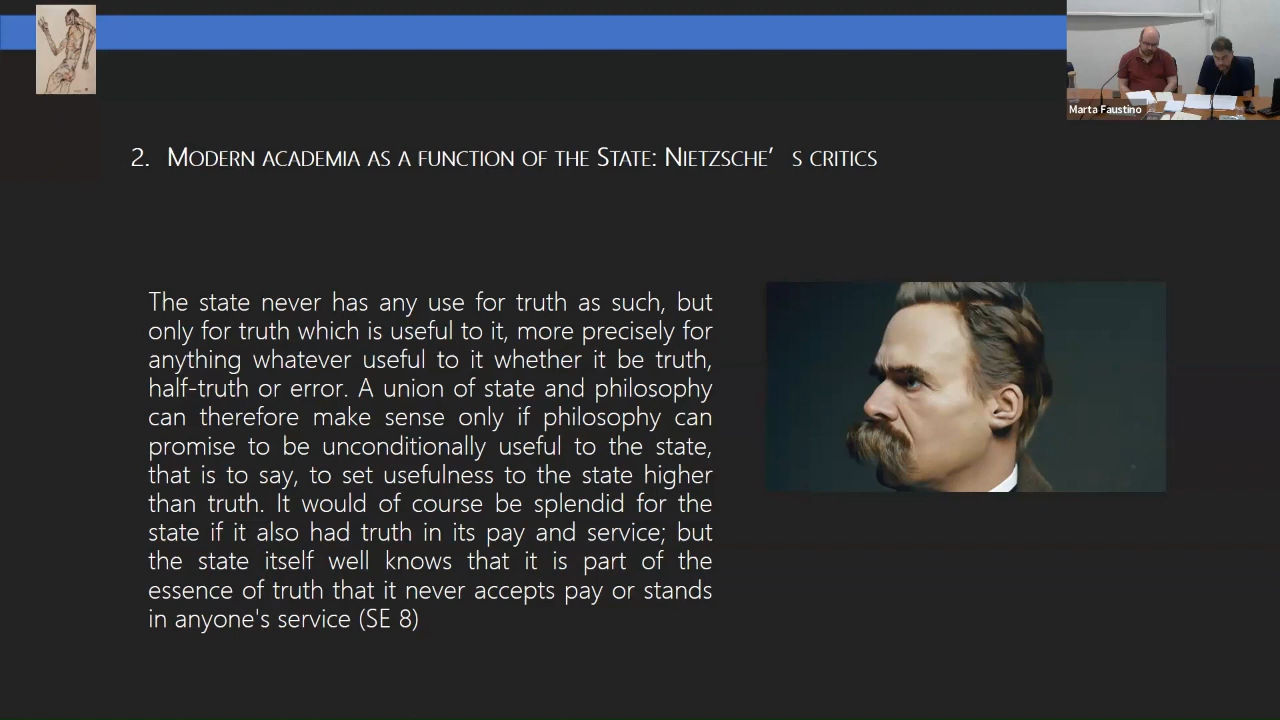 Marta Faustino
2. MODERN ACADEMIA AS A FUNCTION OF THE STATE: NIETZSCHE’ S CRITICS
The state never has any use for truth as such, but
only for truth which is useful to it, more precisely for
anything whatever useful to it whether it be truth,
half-truth or error. A union of state and philosophy
can therefore make sense only if philosophy can
promise to be unconditionally useful to the state,
that is to say, to set usefulness to the state higher
than truth. It would of course be splendid for the
state if it also had truth in its pay and service; but
the state itself well knows that it is part of the
essence of truth that it never accepts pay or stands
in anyone's service (SE 8)